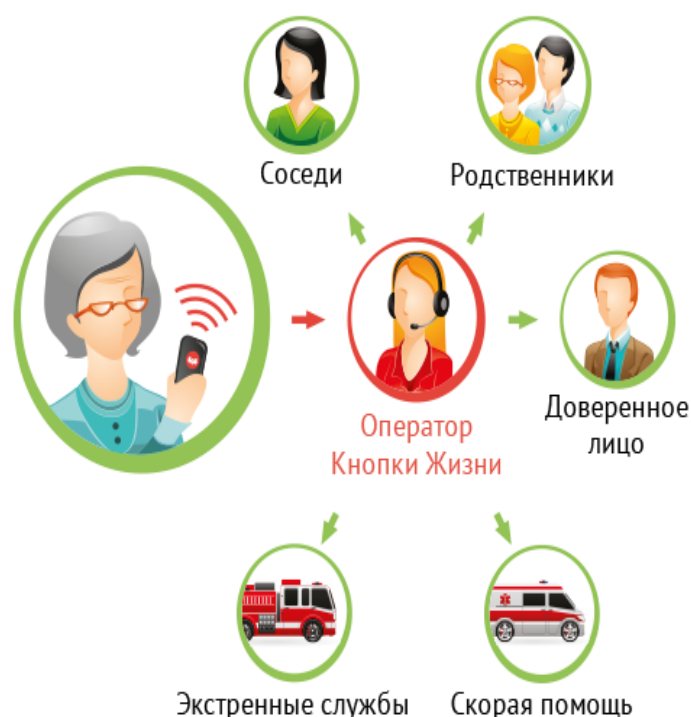 Соседи
Родственники
Оператор
Кнопки Жизни
Доверенное
лицо
Экстренные службы
Скорая помощь